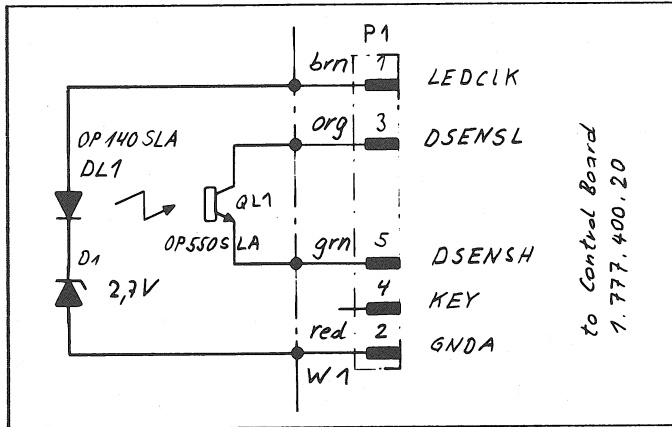 P1
brn 1 LEDCLK
OP140SLA
DL1
org 3 DSENSL
QL1
OP550SLA
grn 5 DSENSH
D1
2,7V
4 KEY
red 2 GNDA
W1
to Control Board
1.777.400.20